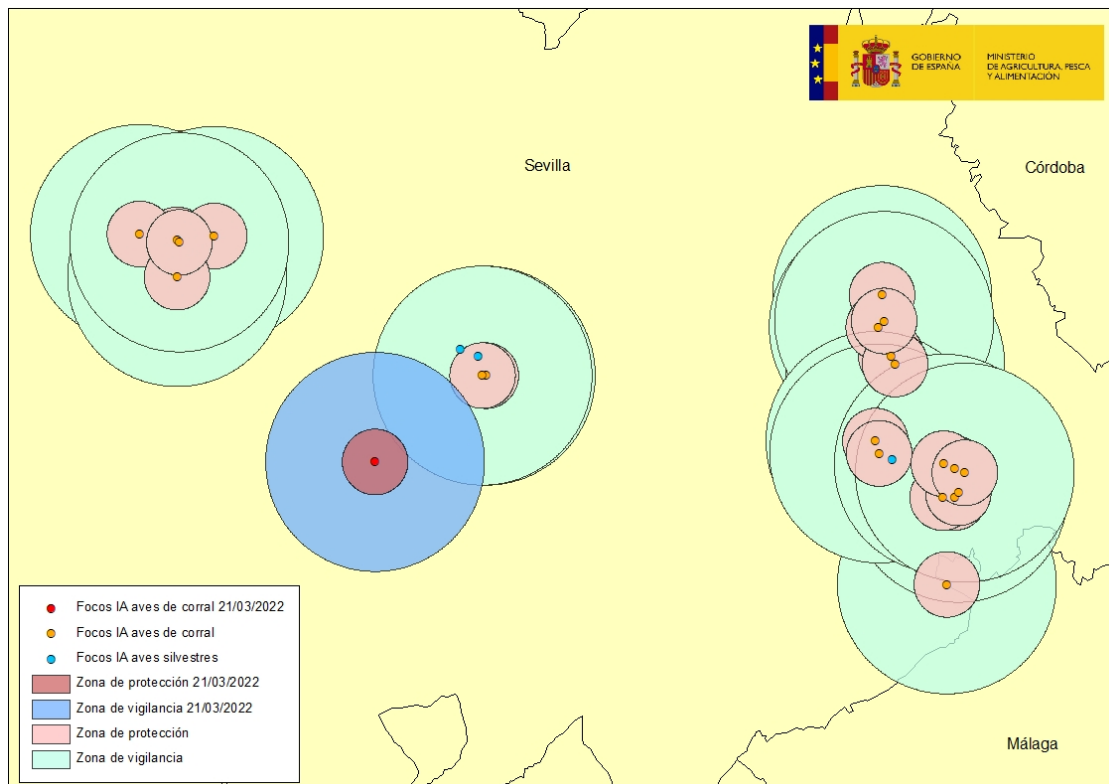 GOBIERNO
DE ESPAÑA
MINISTERIO
DE AGRICULTURA, PESCA
Y ALIMENTACIÓN
Sevilla
Córdoba
Málaga
Focos IA aves de corral 21/03/2022
Focos IA aves de corral
Focos IA aves silvestres
Zona de protección 21/03/2022
Zona de vigilancia 21/03/2022
Zona de protección
Zona de vigilancia